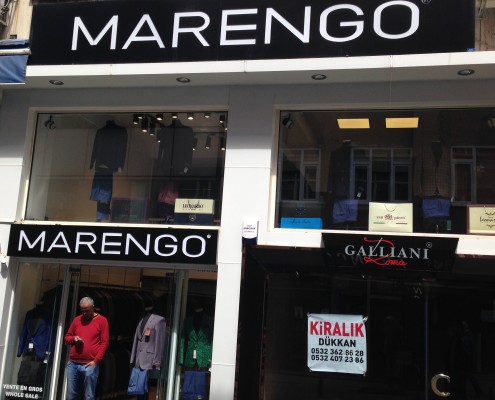 MARENGO®
LEONARDO
MARENGO®
GALLIANI®
Roma
KİRALIK
DÜKKAN
0532 362 86 28
0532 407 23 86
VENTE EN GROS
WHOLE SALE